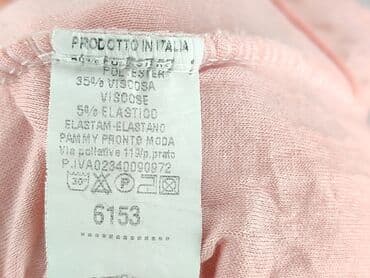 PRODOTTO IN ITALIA
POLYESTER
35% VISCOSA
VISCOSE
5% ELASTICO
ELASTAM-ELASTANO
PAMMY PRONTO MODA
Via pollative 119/p, prato
P.IVA02340090972
30°
P
6153